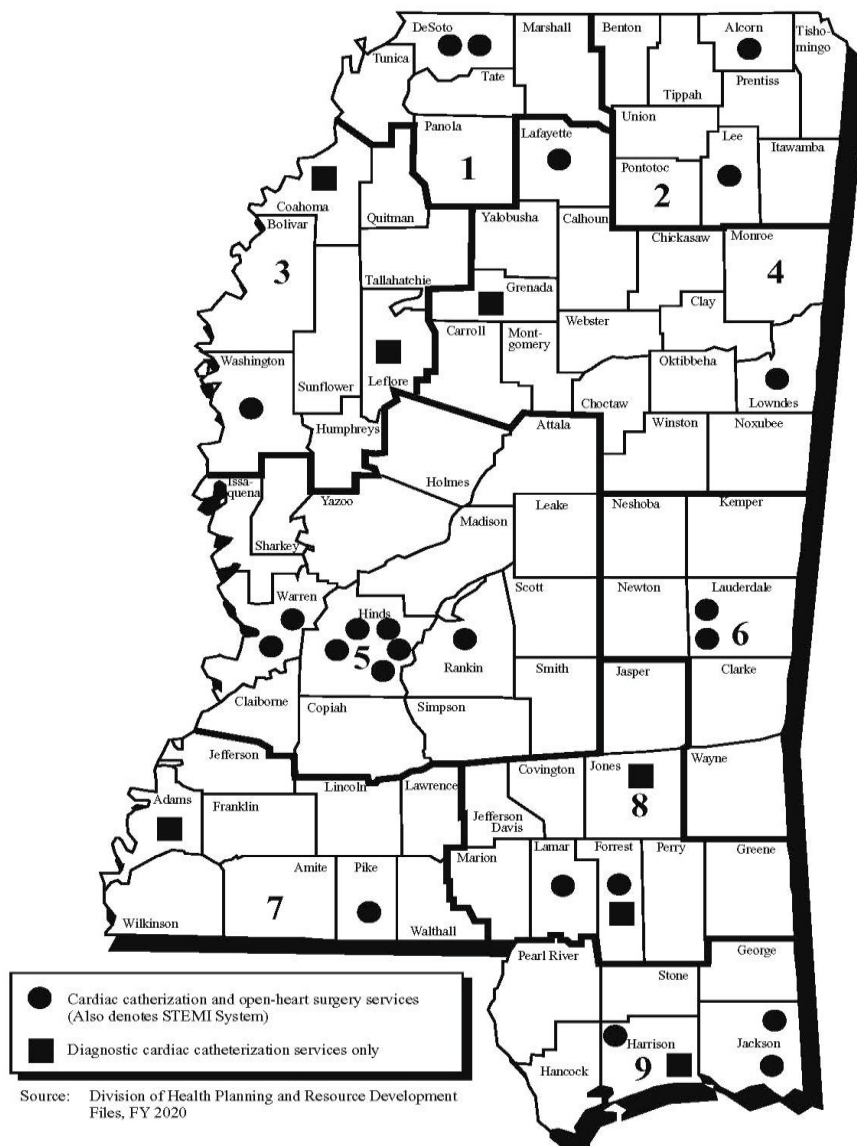 DeSoto
Marshall
Benton
Alcorn
Tisho-
mingo
Tunica
Tate
Tippah
Prentiss
Panola
Lafayette
Union
Lee
Itawamba
1
Pontotoc
2
Coahoma
Quitman
Yalobusha
Calhoun
Bolivar
Chickasaw
Monroe
3
Tallahatchie
4
Grenada
Clay
Carroll
Mont-
gomery
Webster
Washington
Sunflower
Leflore
Oktibbeha
Choctaw
Lowndes
Humphreys
Attala
Winston
Noxubee
Issa-
quena
Holmes
Yazoo
Leake
Neshoba
Kemper
Madison
Sharkey
Scott
Newton
Lauderdale
Warren
Hinds
5
6
Rankin
Smith
Jasper
Clarke
Claiborne
Copiah
Simpson
Jefferson
Covington
Jones
Wayne
Lincoln
Lawrence
Adams
Franklin
Jefferson
Davis
8
Amite
Pike
Marion
Lamar
Forrest
Perry
Greene
7
Wilkinson
Walthall
George
Pearl River
Stone
Harrison
Jackson
Hancock
9
Cardiac catherization and open-heart surgery services
(Also denotes STEMI System)
Diagnostic cardiac catheterization services only
Source: Division of Health Planning and Resource Development
Files, FY 2020